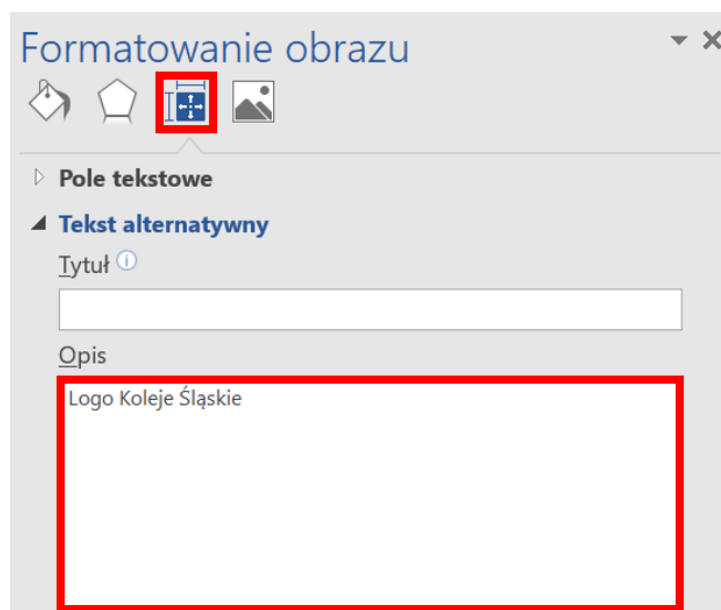 Formatowanie obrazu
Pole tekstowe
Tekst alternatywny
Tytuł
Opis
Logo Koleje Śląskie